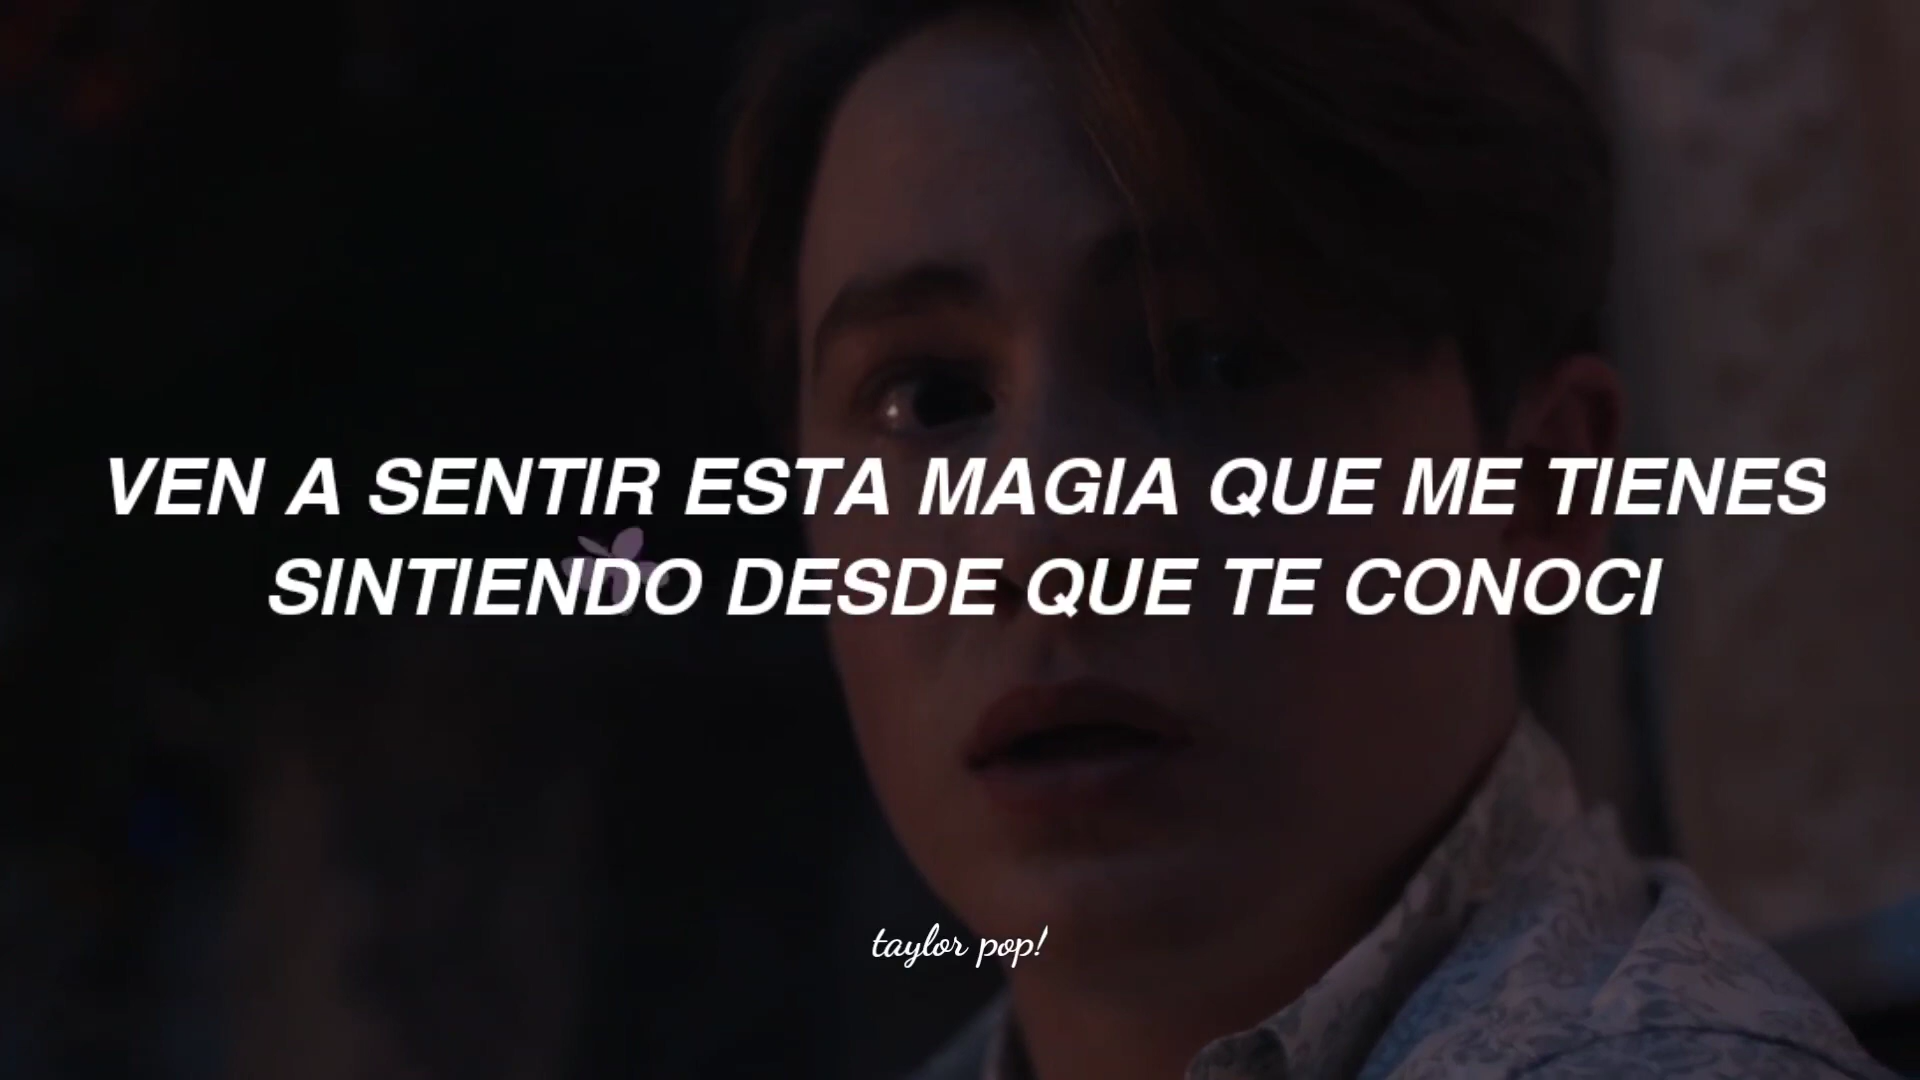 VEN A SENTIR ESTA MAGIA QUE ME TIENES
SINTIENDO DESDE QUE TE CONOCI
taylor pop!